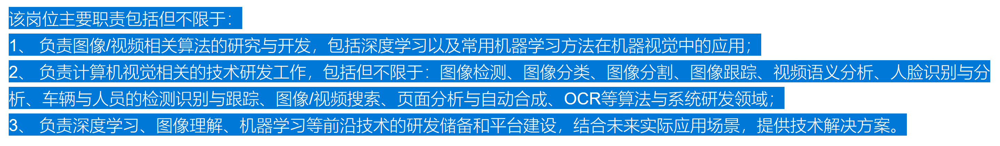 该岗位主要职责包括但不限于：
1、 负责图像/视频相关算法的研究与开发，包括深度学习以及常用机器学习方法在机器视觉中的应用；
2、 负责计算机视觉相关的技术研发工作，包括但不限于：图像检测、图像分类、图像分割、图像跟踪、视频语义分析、人脸识别与分
析、车辆与人员的检测识别与跟踪、图像/视频搜索、页面分析与自动合成、OCR等算法与系统研发领域；
3、 负责深度学习、图像理解、机器学习等前沿技术的研发储备和平台建设，结合未来实际应用场景，提供技术解决方案。